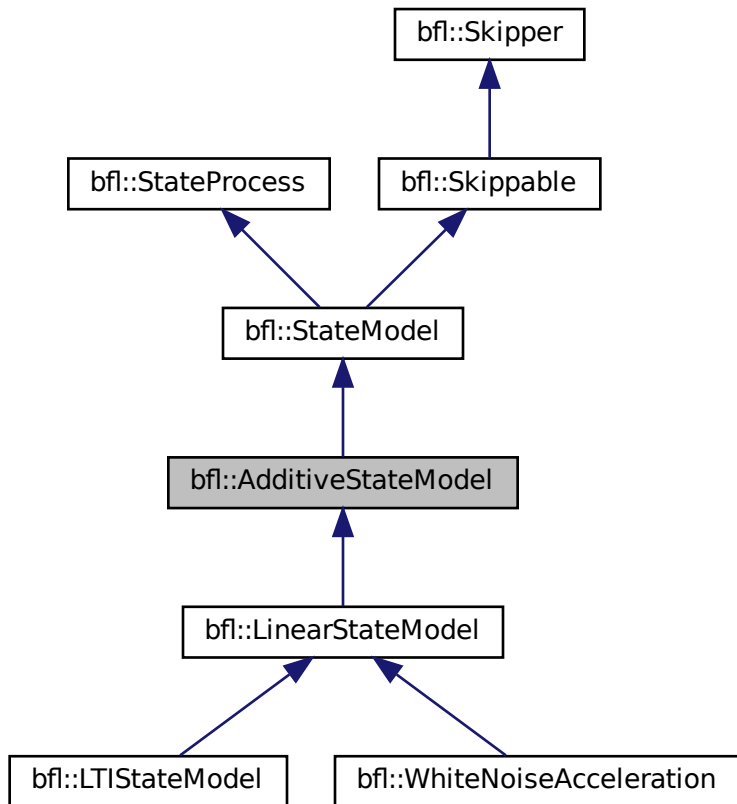 bfl::Skipper
bfl::StateProcess
bfl::Skippable
bfl::StateModel
bfl::AdditiveStateModel
bfl::LinearStateModel
bfl::LTIStateModel
bfl::WhiteNoiseAcceleration